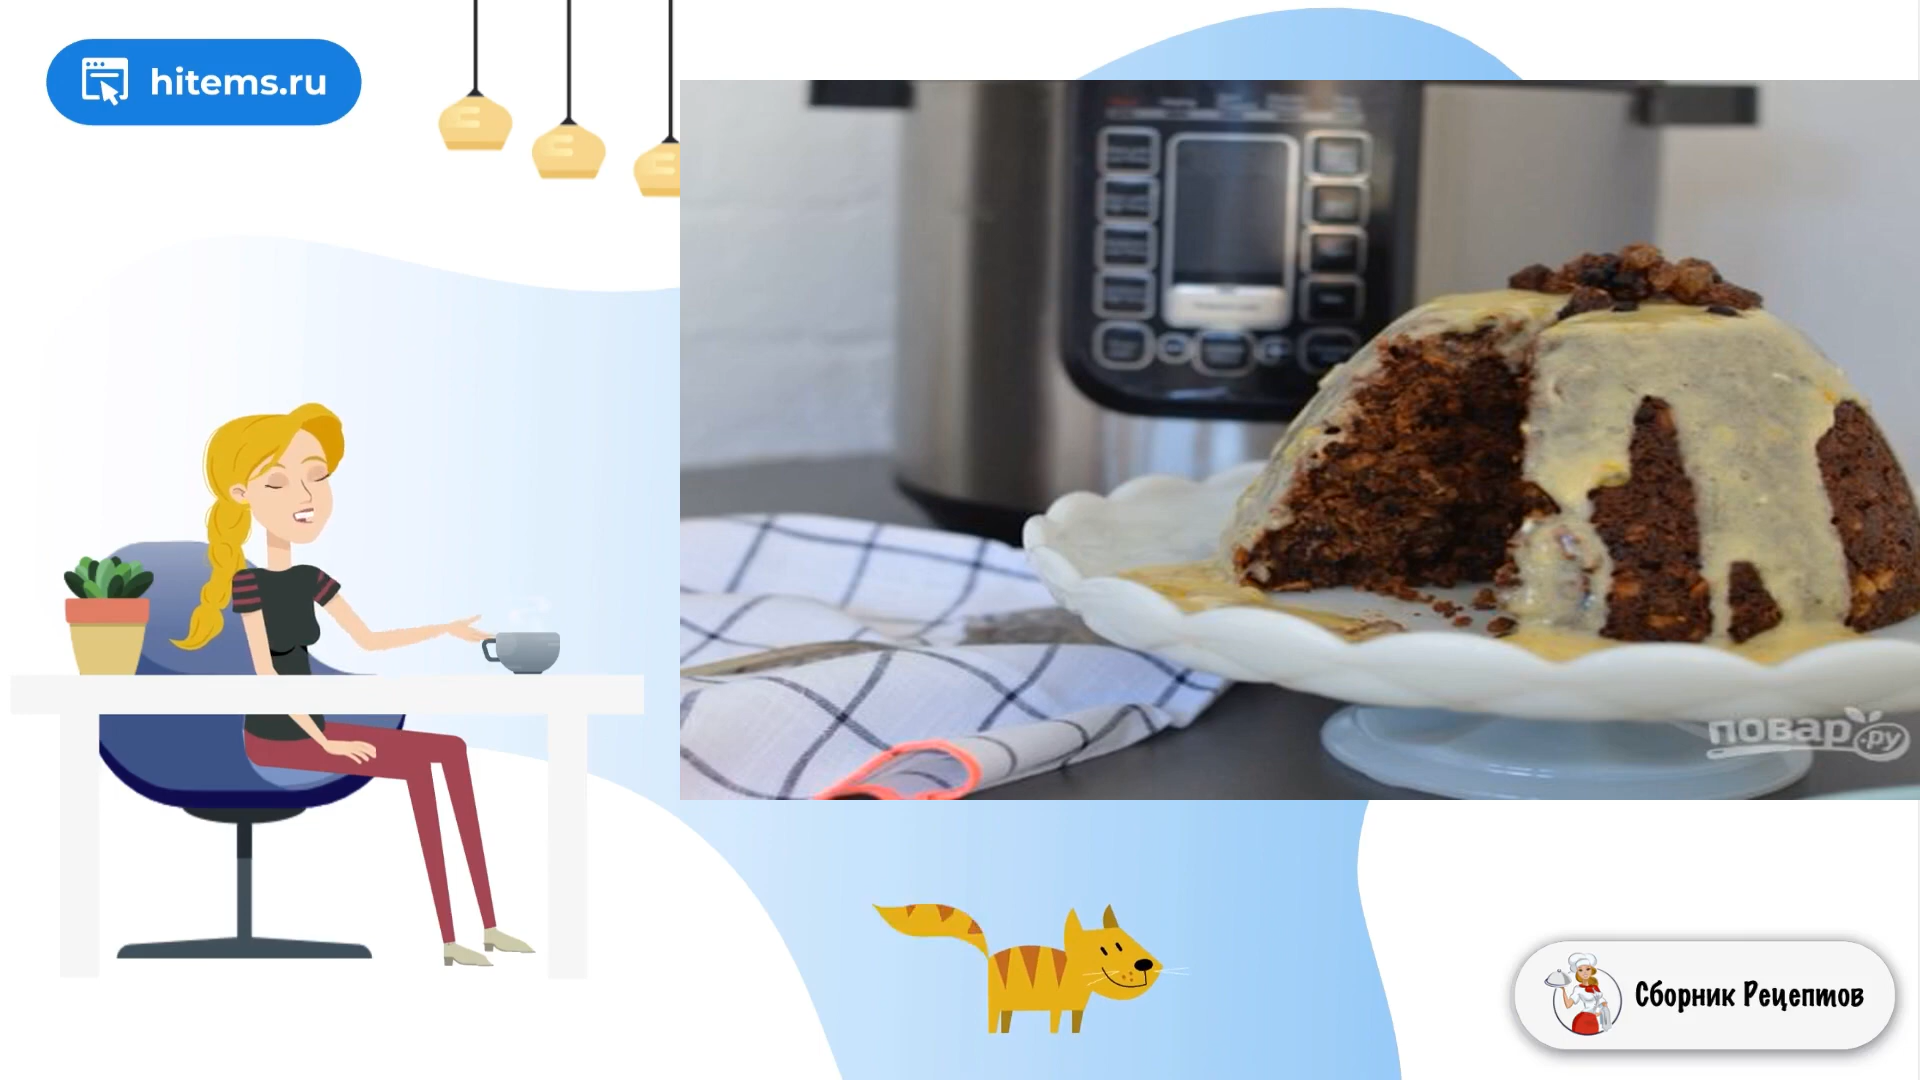 hitems.ru
повар.ру
Сборник Рецептов